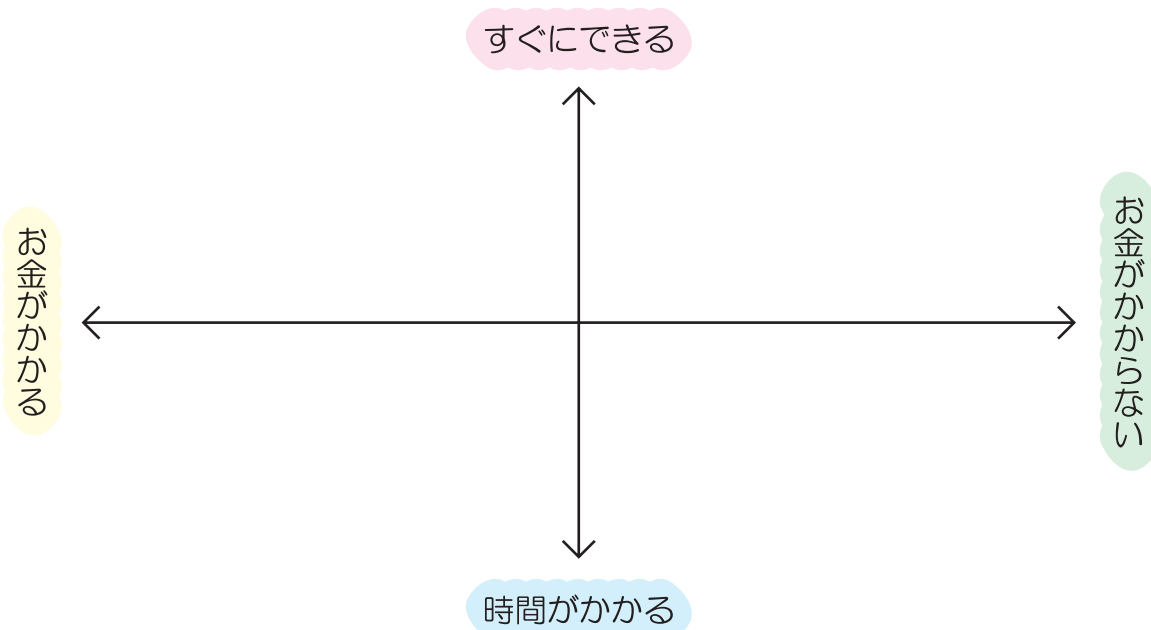 すぐにできる
お金がかかる
お金がかからない
時間がかかる